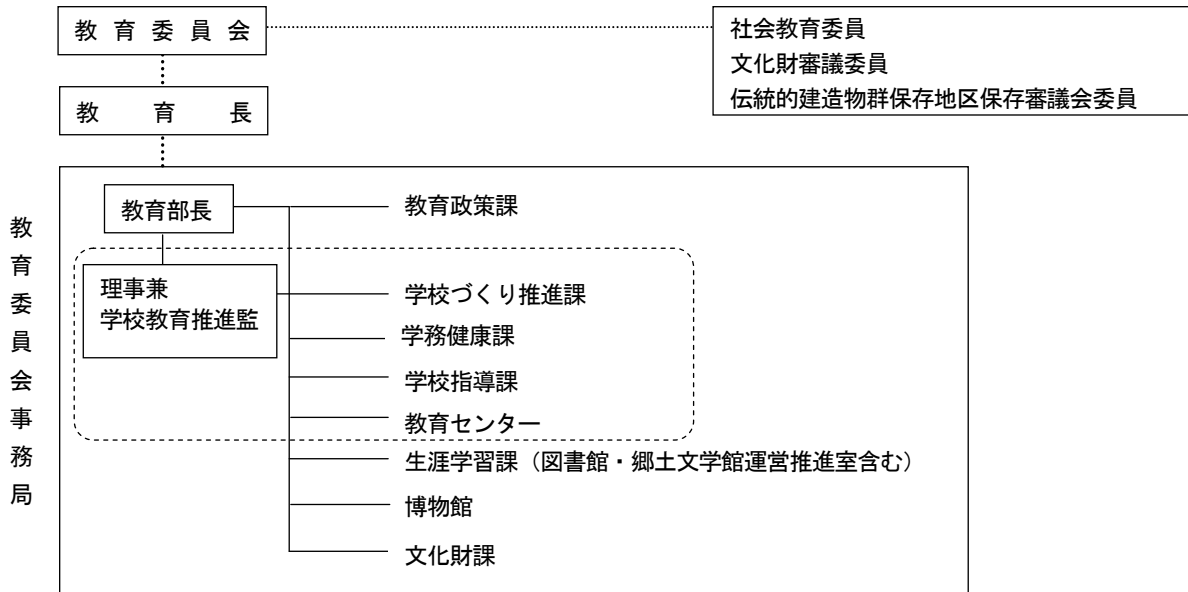 教育委員会
社会教育委員
文化財審議委員
伝統的建造物群保存地区保存審議会委員
教育長
教育委員会事務局
教育部長
教育政策課
理事兼
学校教育推進監
学校づくり推進課
学務健康課
学校指導課
教育センター
生涯学習課（図書館・郷土文学館運営推進室含む）
博物館
文化財課